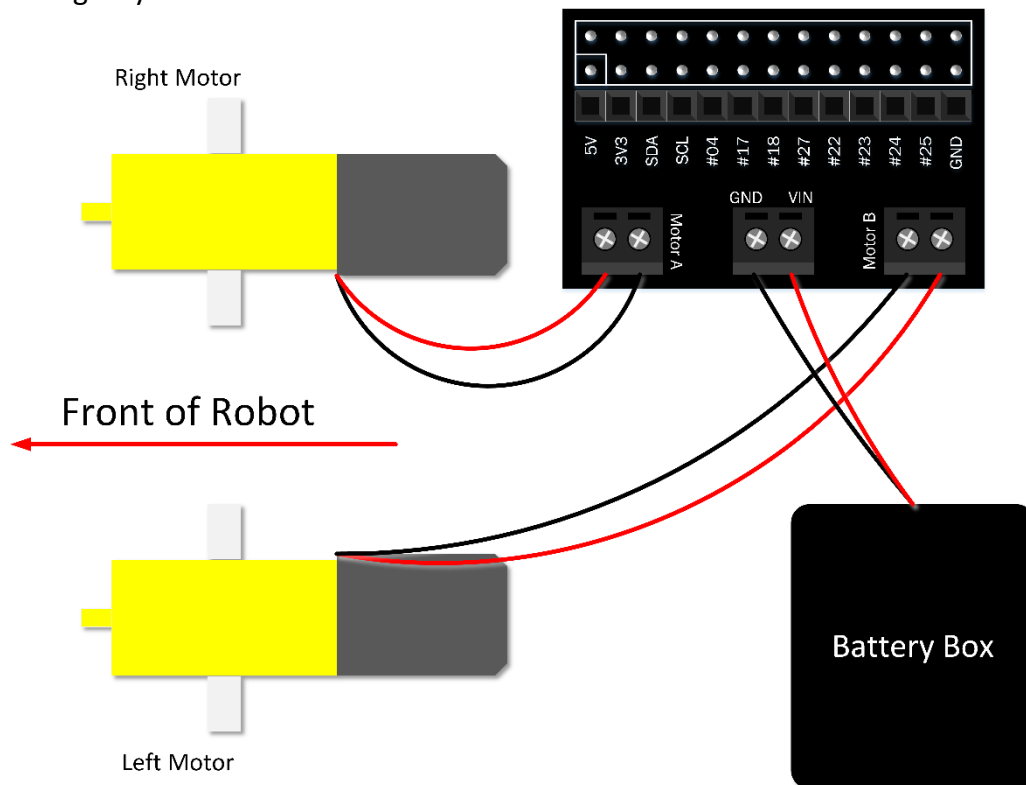 Right Motor
5V
3V3
SDA
SCL
#04
#17
#18
#27
#22
#23
#24
#25
GND
GND VIN
Motor A
Motor B
Front of Robot
Battery Box
Left Motor